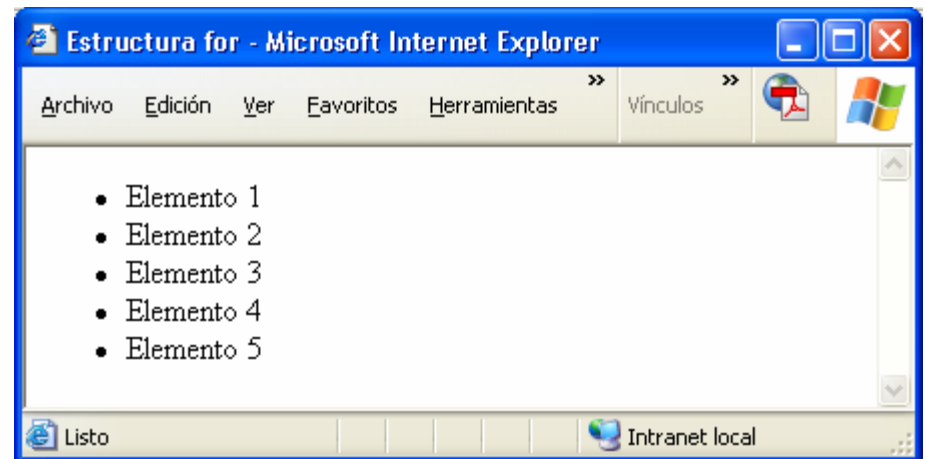 Estructura for - Microsoft Internet Explorer
Archivo Edición Ver Favoritos Herramientas » Vínculos »
• Elemento 1
• Elemento 2
• Elemento 3
• Elemento 4
• Elemento 5
Listo Intranet local